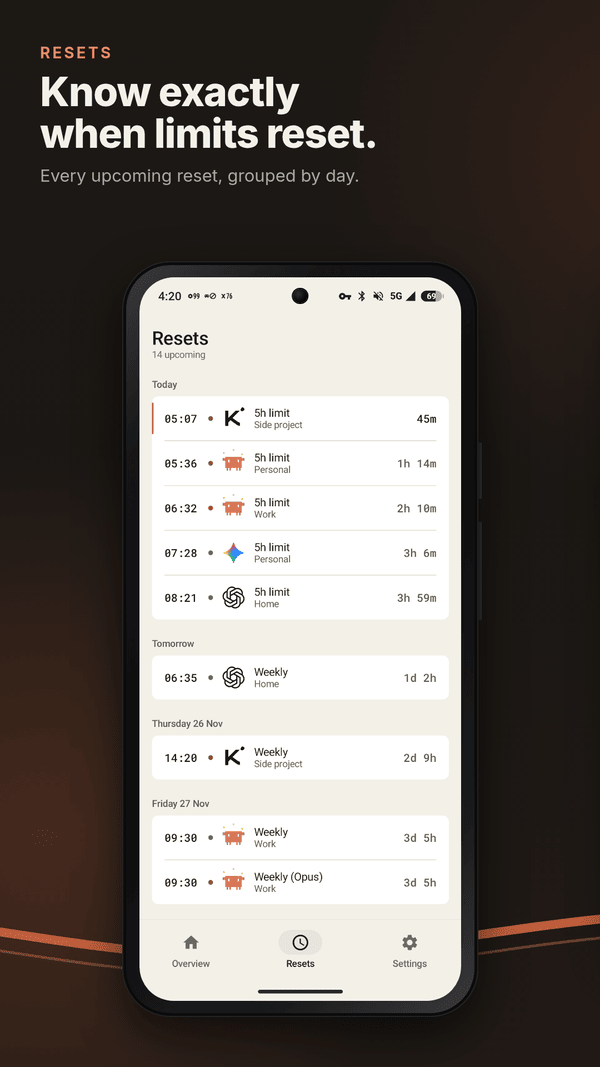 RESETS
Know exactly
when limits reset.
Every upcoming reset, grouped by day.
4:20 99 76 5G 69
Resets
14 upcoming
Today
05:07 5h limit 45m
Side project
05:36 5h limit 1h 14m
Personal
06:32 5h limit 2h 10m
Work
07:28 5h limit 3h 6m
Personal
08:21 5h limit 3h 59m
Home
Tomorrow
06:35 Weekly 1d 2h
Home
Thursday 26 Nov
14:20 Weekly 2d 9h
Side project
Friday 27 Nov
09:30 Weekly 3d 5h
Work
09:30 Weekly (Opus) 3d 5h
Work
Overview Resets Settings